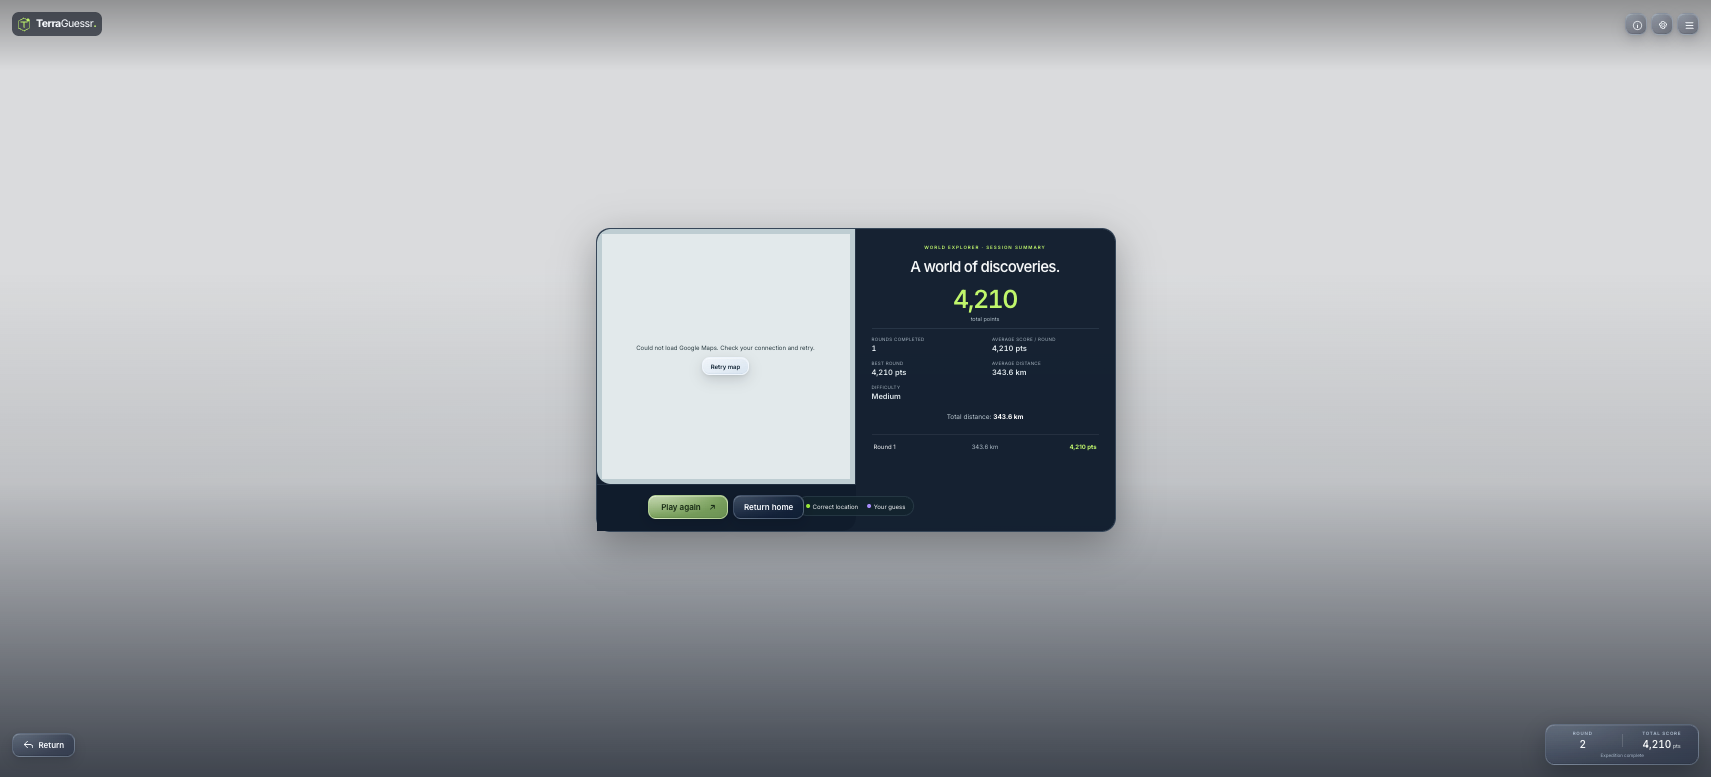 TerraGuessr.
WORLD EXPLORER · SESSION SUMMARY
A world of discoveries.
4,210
total points
ROUNDS COMPLETED
1
AVERAGE SCORE / ROUND
4,210 pts
BEST ROUND
4,210 pts
AVERAGE DISTANCE
343.6 km
DIFFICULTY
Medium
Total distance: 343.6 km
Round 1 343.6 km 4,210 pts
Could not load Google Maps. Check your connection and retry.
Retry map
Play again
Return home
Correct location
Your guess
Return
ROUND
2
TOTAL SCORE
4,210 pts
Expedition complete